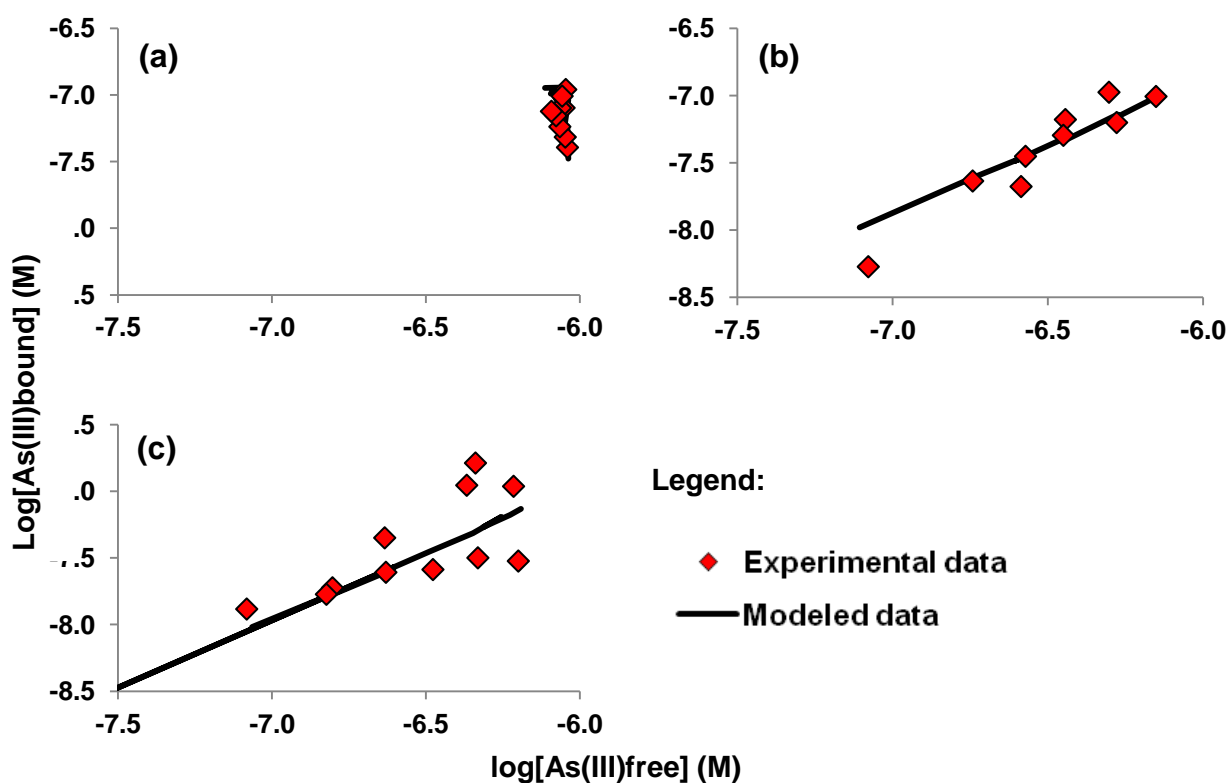 -6.5
(a)
-7.0
-7.5
.0
.5
-7.5 -7.0 -6.5 -6.0
-6.5
(b)
-7.0
-7.5
-8.0
-8.5
-7.5 -7.0 -6.5 -6.0
Log[As(III)bound] (M)
.5
(c)
.0
.5
-8.0
-8.5
-7.5 -7.0 -6.5 -6.0
log[As(III)free] (M)
Legend:
Experimental data
Modeled data